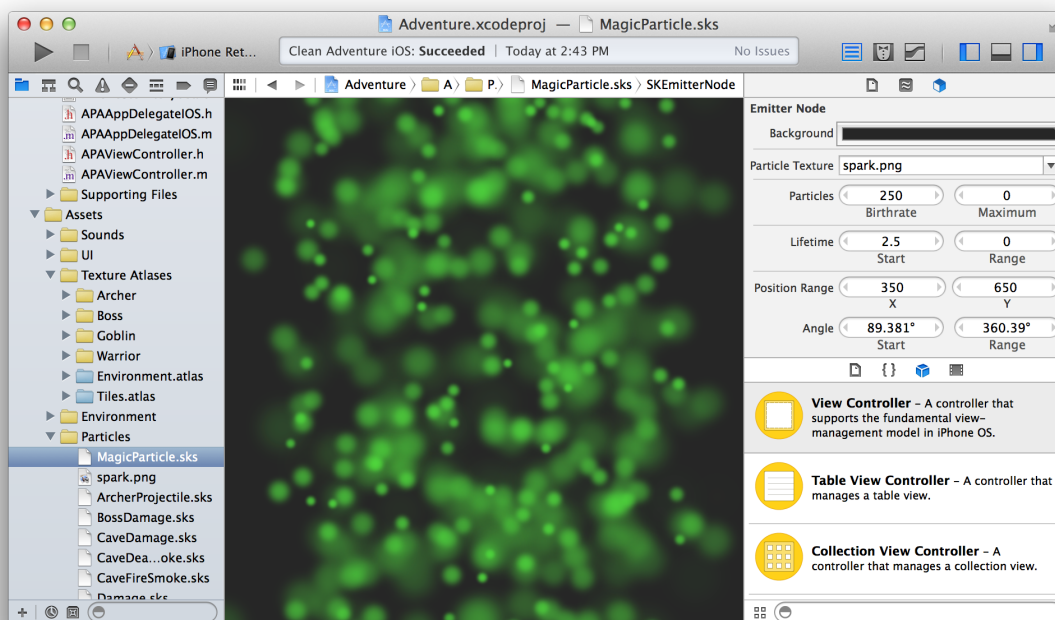 Adventure.xcodeproj — MagicParticle.sks
iPhone Ret...
Clean Adventure iOS: Succeeded | Today at 2:43 PM
No Issues
Adventure
A
P.
MagicParticle.sks
SKEmitterNode
APAAppDelegateIOS.h
APAAppDelegateIOS.m
APAViewController.h
APAViewController.m
Supporting Files
Assets
Sounds
UI
Texture Atlases
Archer
Boss
Goblin
Warrior
Environment.atlas
Tiles.atlas
Environment
Particles
MagicParticle.sks
spark.png
ArcherProjectile.sks
BossDamage.sks
CaveDamage.sks
CaveDea...oke.sks
CaveFireSmoke.sks
Damage.sks
Emitter Node
Background
Particle Texture spark.png
Particles 250 0
Birthrate Maximum
Lifetime 2.5 0
Start Range
Position Range 350 650
X Y
Angle 89.381° 360.39°
Start Range
{ }
View Controller – A controller that
supports the fundamental view-
management model in iPhone OS.
Table View Controller – A controller that
manages a table view.
Collection View Controller – A
controller that manages a collection view.